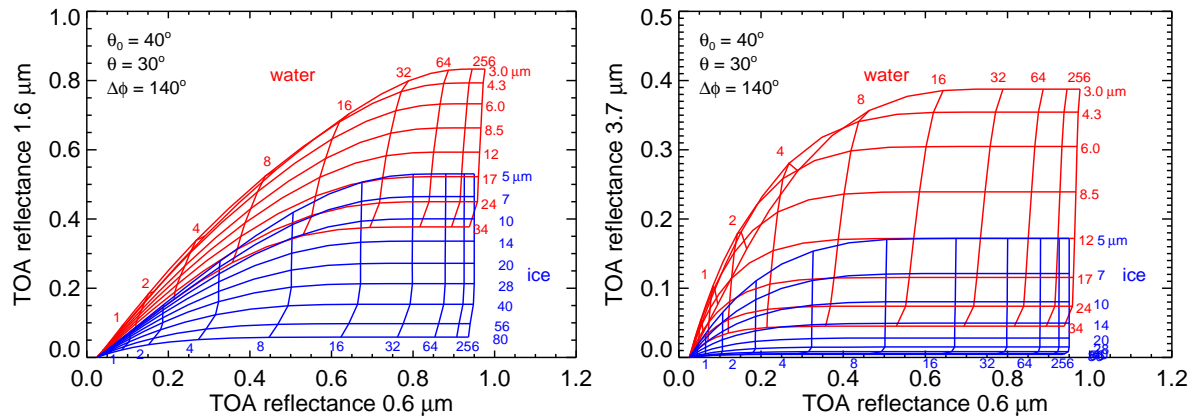 θ₀ = 40°
θ = 30°
Δϕ = 140°
water
ice
TOA reflectance 1.6 μm
1.0
0.8
0.6
0.4
0.2
0.0
1 2 4 8 16 32 64 256
3.0 μm
4.3
6.0
8.5
12
17
24
34
5 μm
7
10
14
20
28
40
56
80
1 2 4 8 16 32 64 256
0.0 0.2 0.4 0.6 0.8 1.0 1.2
TOA reflectance 0.6 μm
θ₀ = 40°
θ = 30°
Δϕ = 140°
water
ice
TOA reflectance 3.7 μm
0.5
0.4
0.3
0.2
0.1
0.0
1 2 4 8 16 32 64 256
3.0 μm
4.3
6.0
8.5
12
17
24
34
5 μm
7
10
14
20
1 2 4 8 16 32 64 256
0.0 0.2 0.4 0.6 0.8 1.0 1.2
TOA reflectance 0.6 μm